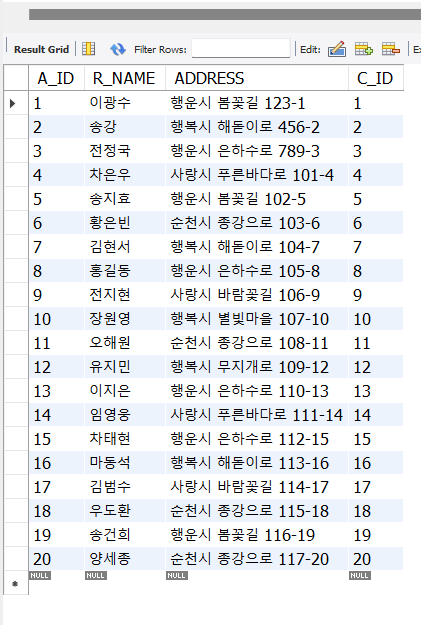 Result Grid Filter Rows: Edit: Ex
A_ID R_NAME ADDRESS C_ID
1 이광수 행운시 봄꽃길 123-1 1
2 송강 행복시 해돋이로 456-2 2
3 전정국 행운시 은하수로 789-3 3
4 차은우 사랑시 푸른바다로 101-4 4
5 송지효 행운시 봄꽃길 102-5 5
6 황은빈 순천시 종강으로 103-6 6
7 김현서 행복시 해돋이로 104-7 7
8 홍길동 행운시 은하수로 105-8 8
9 전지현 사랑시 바람꽃길 106-9 9
10 장원영 행복시 별빛마을 107-10 10
11 오해원 순천시 종강으로 108-11 11
12 유지민 행복시 무지개로 109-12 12
13 이지은 행운시 은하수로 110-13 13
14 임영웅 사랑시 푸른바다로 111-14 14
15 차태현 행운시 은하수로 112-15 15
16 마동석 행복시 해돋이로 113-16 16
17 김범수 사랑시 바람꽃길 114-17 17
18 우도환 순천시 종강으로 115-18 18
19 송건희 행운시 봄꽃길 116-19 19
20 양세종 순천시 종강으로 117-20 20
NULL NULL NULL NULL